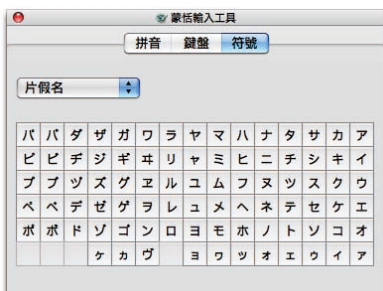 蒙恬輸入工具
拼音 鍵盤 符號
片假名
パ バ ダ ザ ガ ワ ラ ヤ マ ハ ナ タ サ カ ア
ピ ビ ヂ ジ ギ ヰ リ ャ ミ ヒ ニ チ シ キ イ
プ ブ ヅ ズ グ ヱ ル ユ ム フ ヌ ツ ス ク ウ
ペ ベ デ ゼ ゲ ヲ レ ュ メ ヘ ネ テ セ ケ エ
ポ ボ ド ゾ ゴ ン ロ ヨ モ ホ ノ ト ソ コ オ
ヶ ヵ ヴ ョ ヮ ッ ォ ェ ゥ ィ ァ